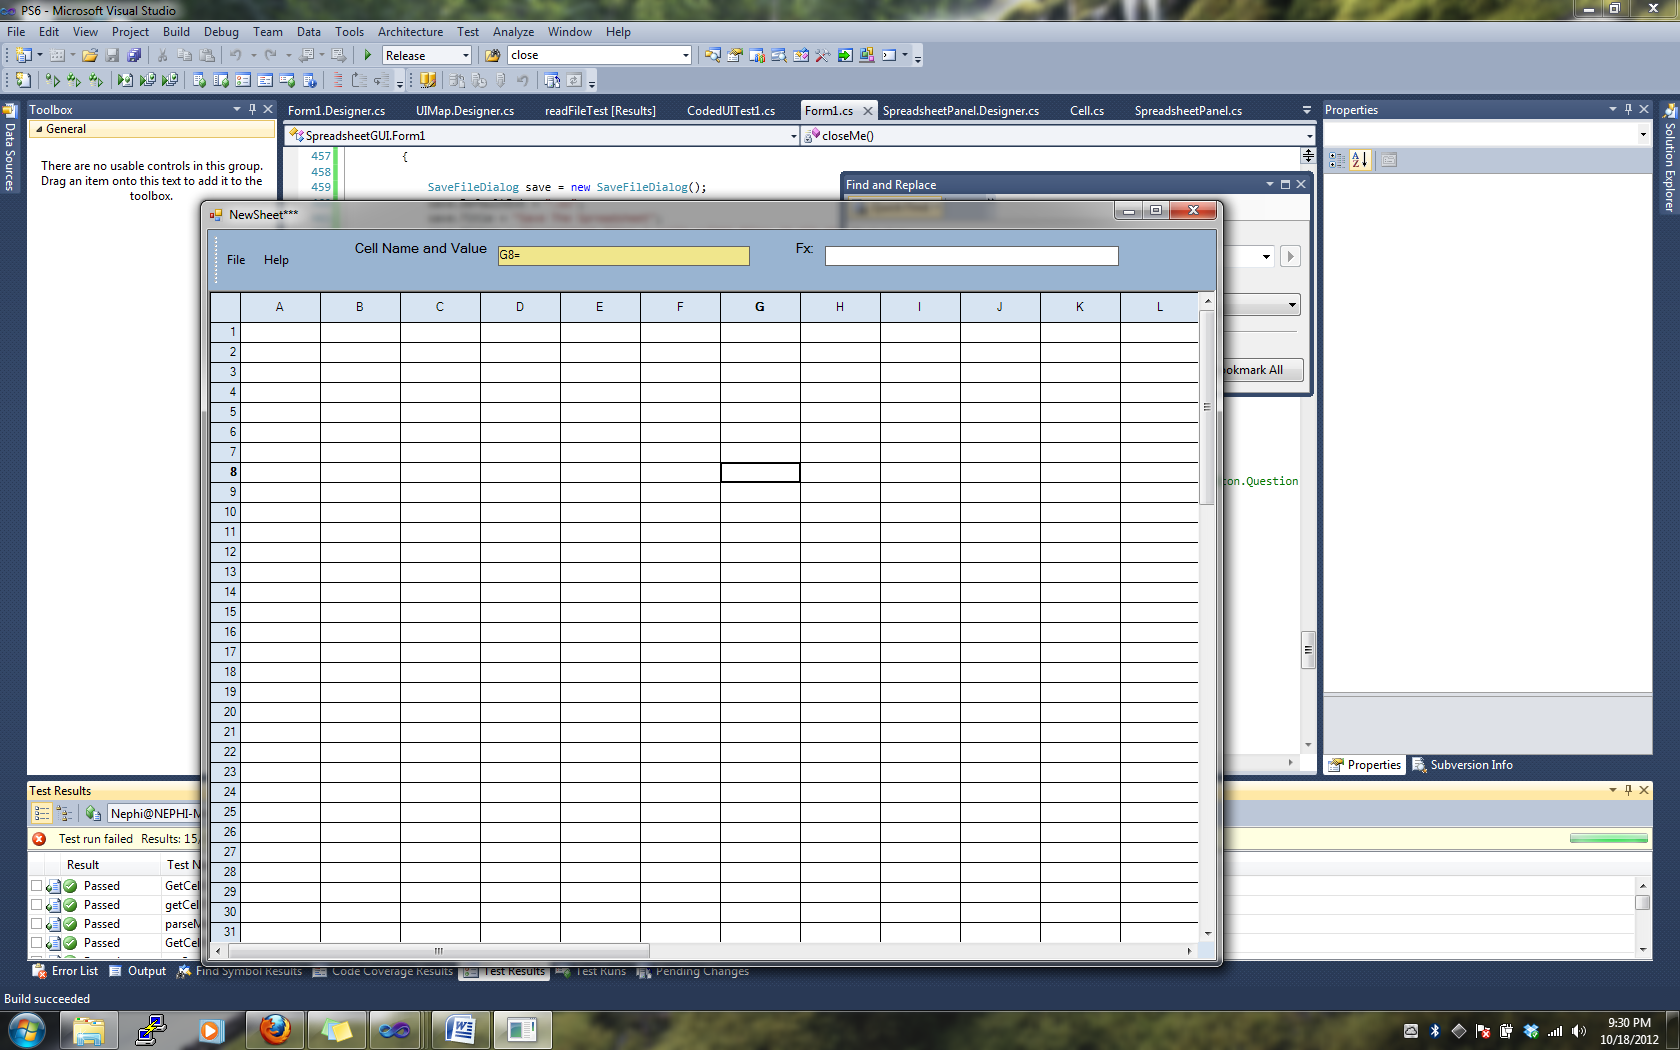 PS6 - Microsoft Visual Studio
File Edit View Project Build Debug Team Data Tools Architecture Test Analyze Window Help
Release close
Toolbox
General
There are no usable controls in this group. Drag an item onto this text to add it to the toolbox.
Data Sources
Form1.Designer.cs UIMap.Designer.cs readFileTest [Results] CodedUITest1.cs Form1.cs SpreadsheetPanel.Designer.cs Cell.cs SpreadsheetPanel.cs
SpreadsheetGUI.Form1 closeMe()
457 {
458
459 SaveFileDialog save = new SaveFileDialog();
Find and Replace
Properties
Solution Explorer
NewSheet***
File Help Cell Name and Value G8= Fx:
A B C D E F G H I J K L
1
2
3
4
5
6
7
8
9
10
11
12
13
14
15
16
17
18
19
20
21
22
23
24
25
26
27
28
29
30
31
okmark All
con.Question
Properties Subversion Info
Test Results
Nephi@NEPHI-M
Test run failed Results: 15/
Result Test N
Passed GetCel
Passed getCel
Passed parseM
Passed GetCel
Error List Output Find Symbol Results Code Coverage Results Test Results Test Runs Pending Changes
Build succeeded
9:30 PM
10/18/2012